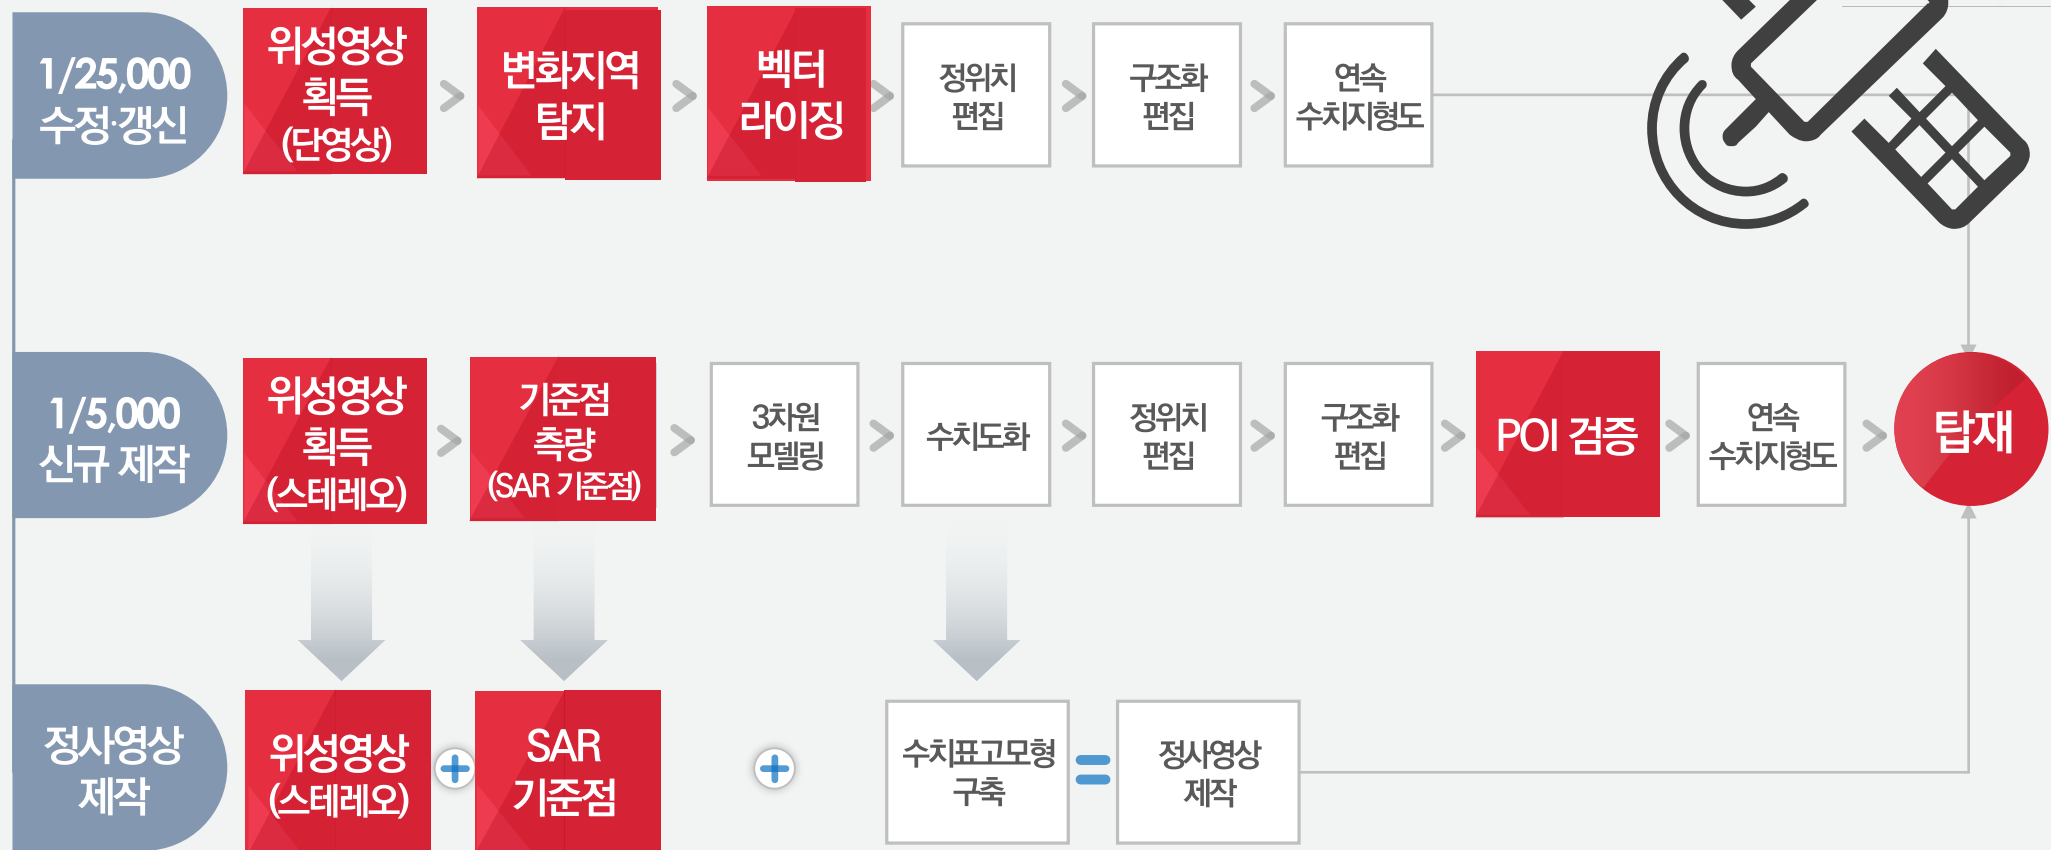 1/25,000
수정·갱신
위성영상
획득
(단영상)
변화지역
탐지
벡터
라이징
정위치
편집
구조화
편집
연속
수치지형도
1/5,000
신규 제작
위성영상
획득
(스테레오)
기준점
측량
(SAR 기준점)
3차원
모델링
수치도화
정위치
편집
구조화
편집
POI 검증
연속
수치지형도
탑재
정사영상
제작
위성영상
(스테레오)
+
SAR
기준점
+
수치표고모형
구축
=
정사영상
제작